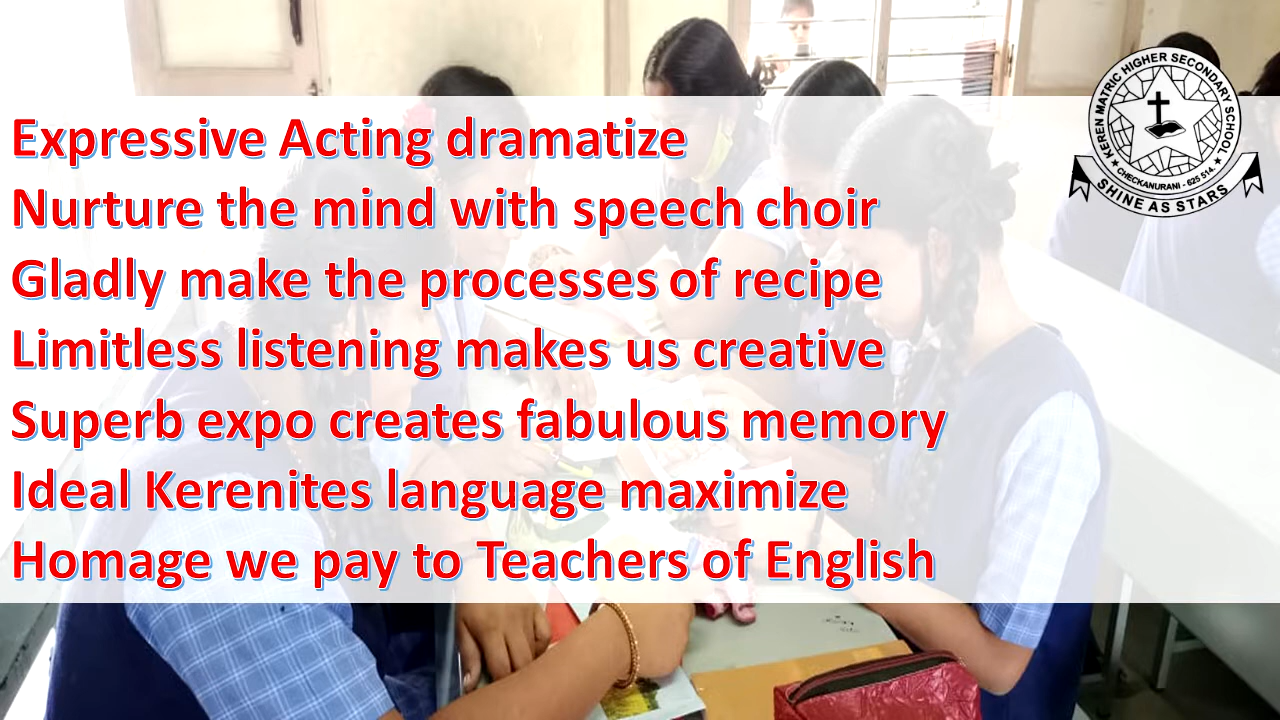 Expressive Acting dramatize
Nurture the mind with speech choir
Gladly make the processes of recipe
Limitless listening makes us creative
Superb expo creates fabulous memory
Ideal Kerenites language maximize
Homage we pay to Teachers of English
KEEREN MATRIC HIGHER SECONDARY SCHOOL
★ CHECKANURANI - 625 514. ★
SHINE AS STARS